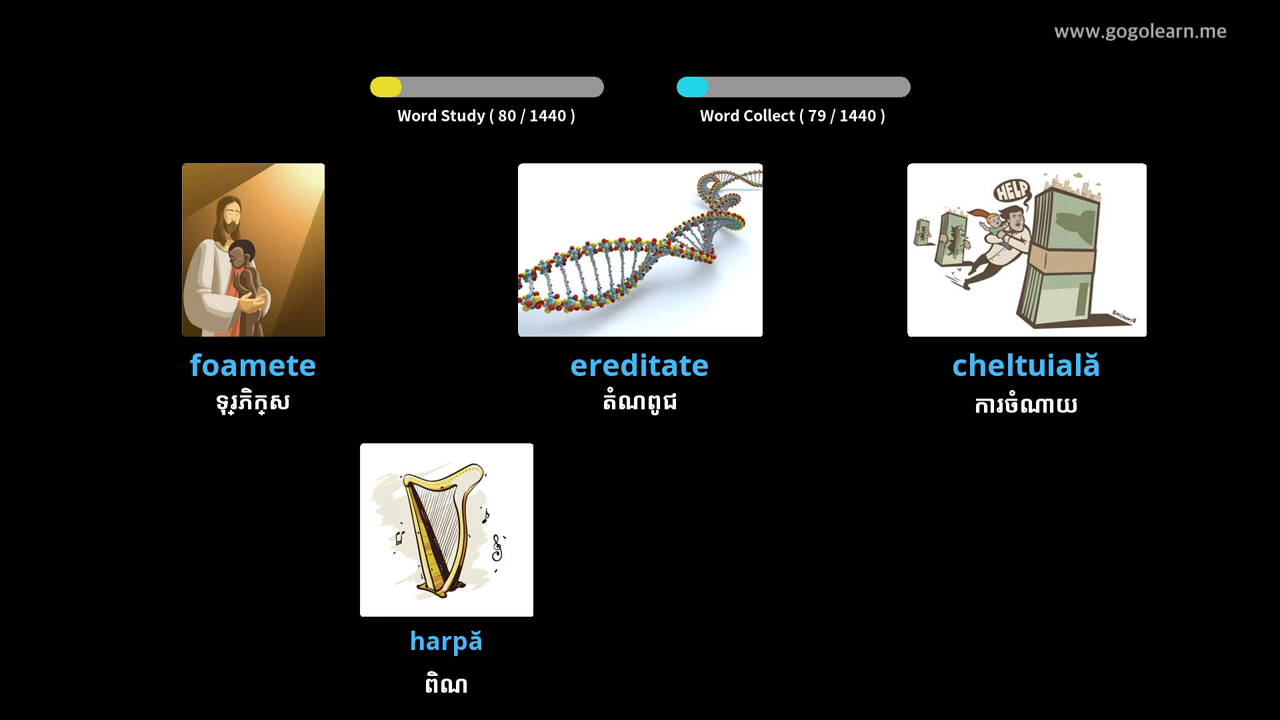 www.gogolearn.me
Word Study ( 80 / 1440 )
Word Collect ( 79 / 1440 )
HELP
foamete
ereditate
cheltuială
ទុរ្ភិក្ស
តំណពូជ
ការចំណាយ
harpă
ពិណ